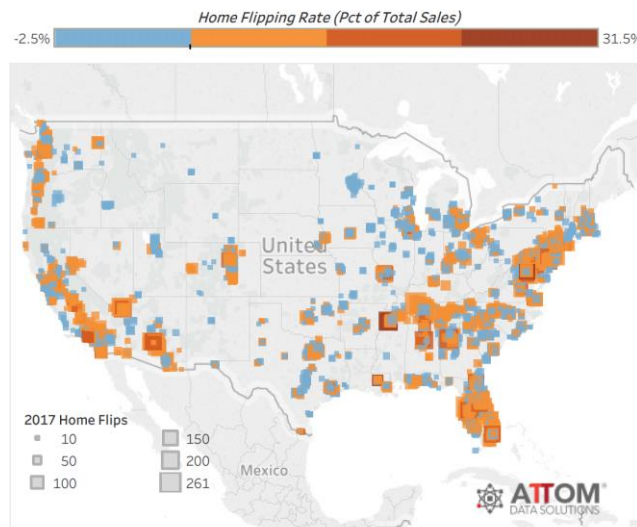 Home Flipping Rate (Pct of Total Sales)
-2.5% 31.5%
United
States
2017 Home Flips
10 150
50 200
100 261
Mexico
ATTOM
DATA SOLUTIONS